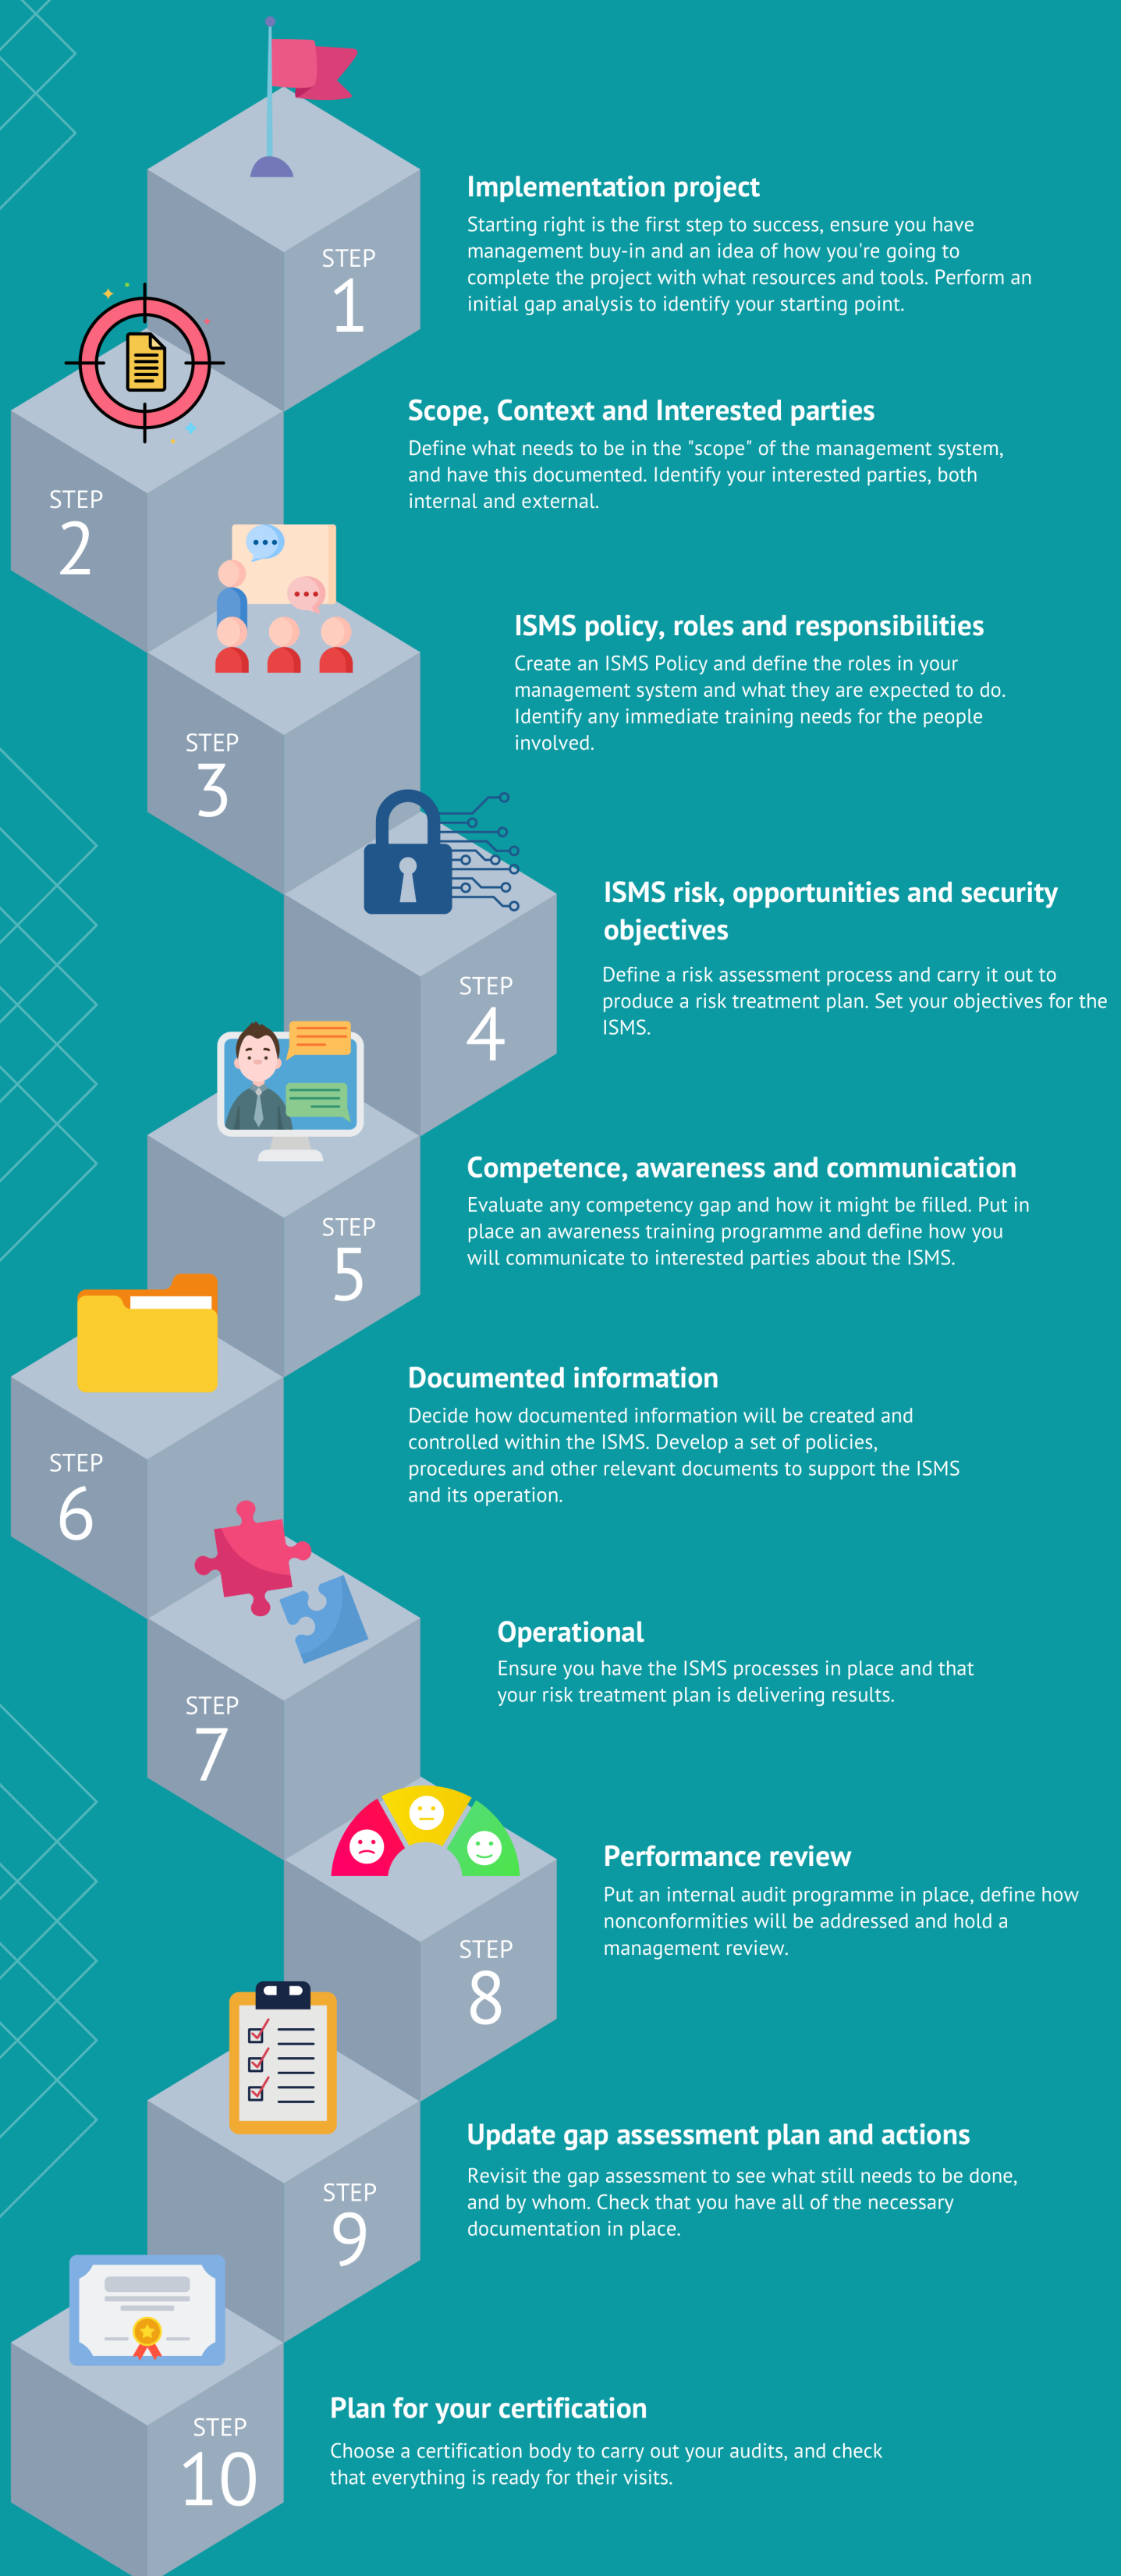 STEP
1
Implementation project
Starting right is the first step to success, ensure you have
management buy-in and an idea of how you're going to
complete the project with what resources and tools. Perform an
initial gap analysis to identify your starting point.
STEP
2
Scope, Context and Interested parties
Define what needs to be in the "scope" of the management system,
and have this documented. Identify your interested parties, both
internal and external.
STEP
3
ISMS policy, roles and responsibilities
Create an ISMS Policy and define the roles in your
management system and what they are expected to do.
Identify any immediate training needs for the people
involved.
STEP
4
ISMS risk, opportunities and security
objectives
Define a risk assessment process and carry it out to
produce a risk treatment plan. Set your objectives for the
ISMS.
STEP
5
Competence, awareness and communication
Evaluate any competency gap and how it might be filled. Put in
place an awareness training programme and define how you
will communicate to interested parties about the ISMS.
STEP
6
Documented information
Decide how documented information will be created and
controlled within the ISMS. Develop a set of policies,
procedures and other relevant documents to support the ISMS
and its operation.
STEP
7
Operational
Ensure you have the ISMS processes in place and that
your risk treatment plan is delivering results.
STEP
8
Performance review
Put an internal audit programme in place, define how
nonconformities will be addressed and hold a
management review.
STEP
9
Update gap assessment plan and actions
Revisit the gap assessment to see what still needs to be done,
and by whom. Check that you have all of the necessary
documentation in place.
STEP
10
Plan for your certification
Choose a certification body to carry out your audits, and check
that everything is ready for their visits.